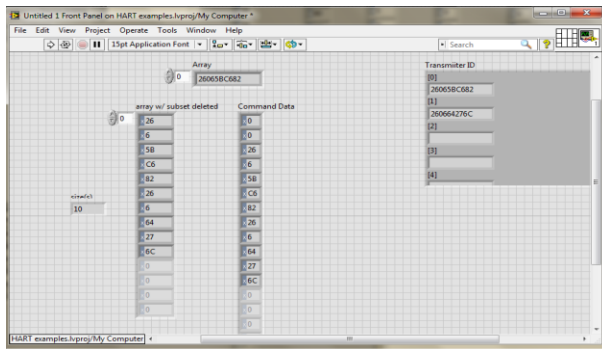 Untitled 1 Front Panel on HART examples.lvproj/My Computer *
File Edit View Project Operate Tools Window Help
15pt Application Font
Search
Array
0
26065BC682
Transmiiter ID
[0]
26065BC682
[1]
260664276C
[2]
[3]
[4]
array w/ subset deleted
0
26
6
5B
C6
82
26
6
64
27
6C
0
0
0
0
Command Data
0
0
26
6
5B
C6
82
26
6
64
27
6C
0
0
0
size(s)
10
HART examples.lvproj/My Computer